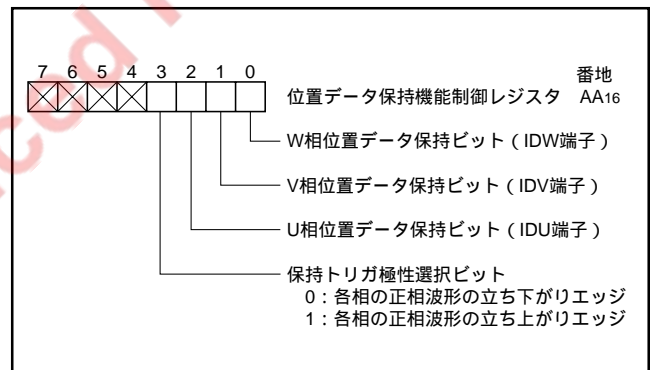 7 6 5 4 3 2 1 0
番地
位置データ保持機能制御レジスタ AA16
W相位置データ保持ビット(IDW端子)
V相位置データ保持ビット(IDV端子)
U相位置データ保持ビット(IDU端子)
保持トリガ極性選択ビット
0:各相の正相波形の立ち下がりエッジ
1:各相の正相波形の立ち上がりエッジ